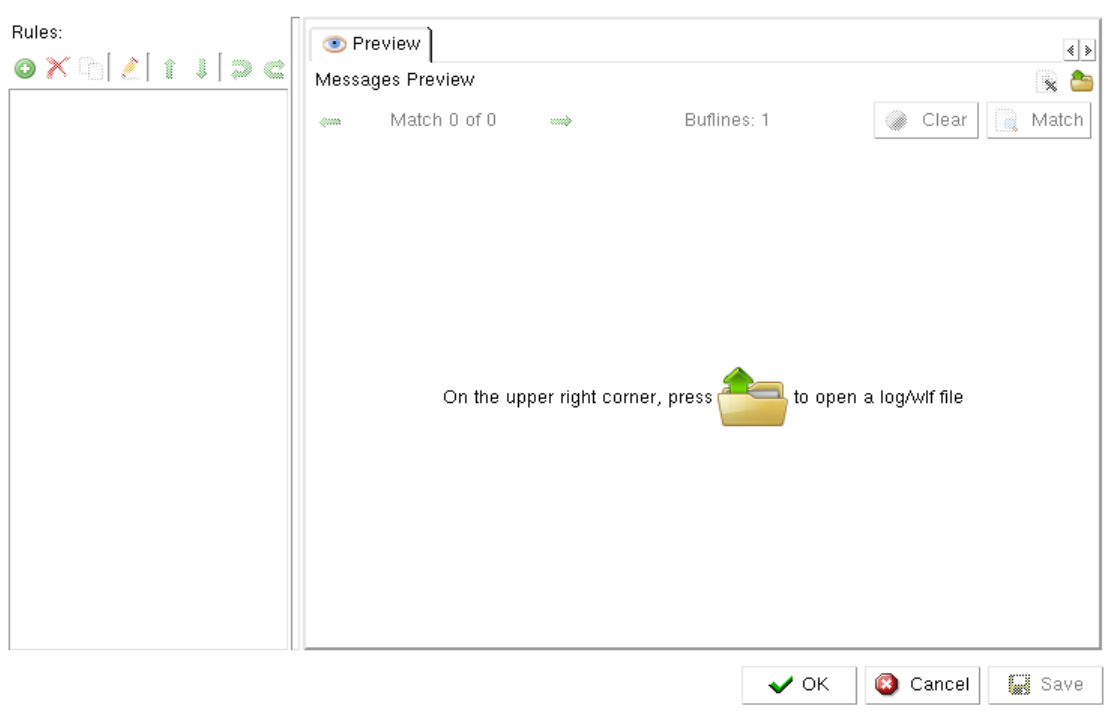 Rules:
Preview
Messages Preview
Match 0 of 0
Buflines: 1
Clear
Match
On the upper right corner, press to open a log/wlf file
OK
Cancel
Save